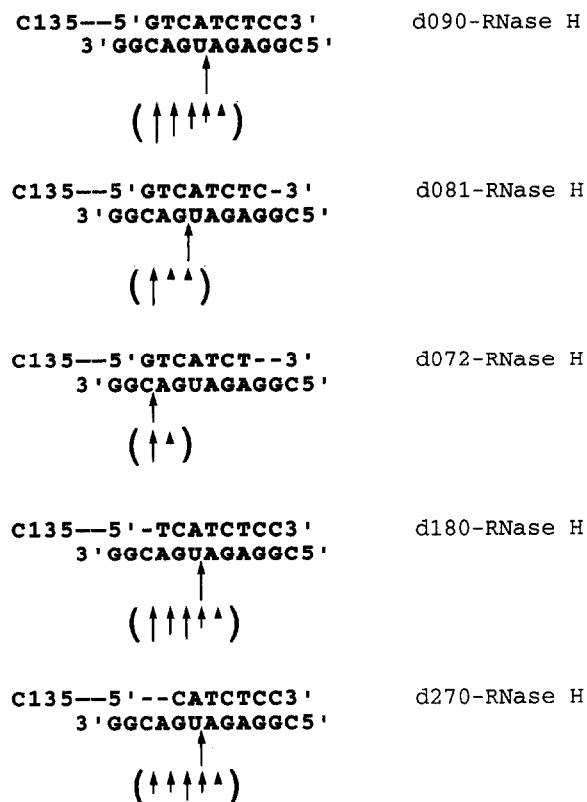 C135——5'GTCATCTCC3' d090-RNase H
3'GGCAGUAGAGGC5'
( )
C135——5'GTCATCTC-3' d081-RNase H
3'GGCAGUAGAGGC5'
( )
C135——5'GTCATCT--3' d072-RNase H
3'GGCAGUAGAGGC5'
( )
C135——5'-TCATCTCC3' d180-RNase H
3'GGCAGUAGAGGC5'
( )
C135——5'--CATCTCC3' d270-RNase H
3'GGCAGUAGAGGC5'
( )